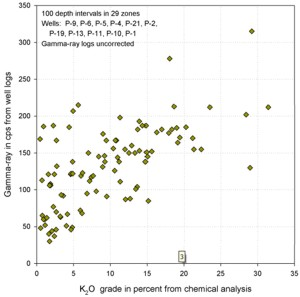 100 depth intervals in 29 zones
Wells: P-9, P-6, P-5, P-4, P-21, P-2,
P-19, P-13, P-11, P-10, P-1
Gamma-ray logs uncorrected
Gamma-ray in cps from well logs
350
300
250
200
150
100
50
0
3
0 5 10 15 20 25 30 35
K2O grade in percent from chemical analysis